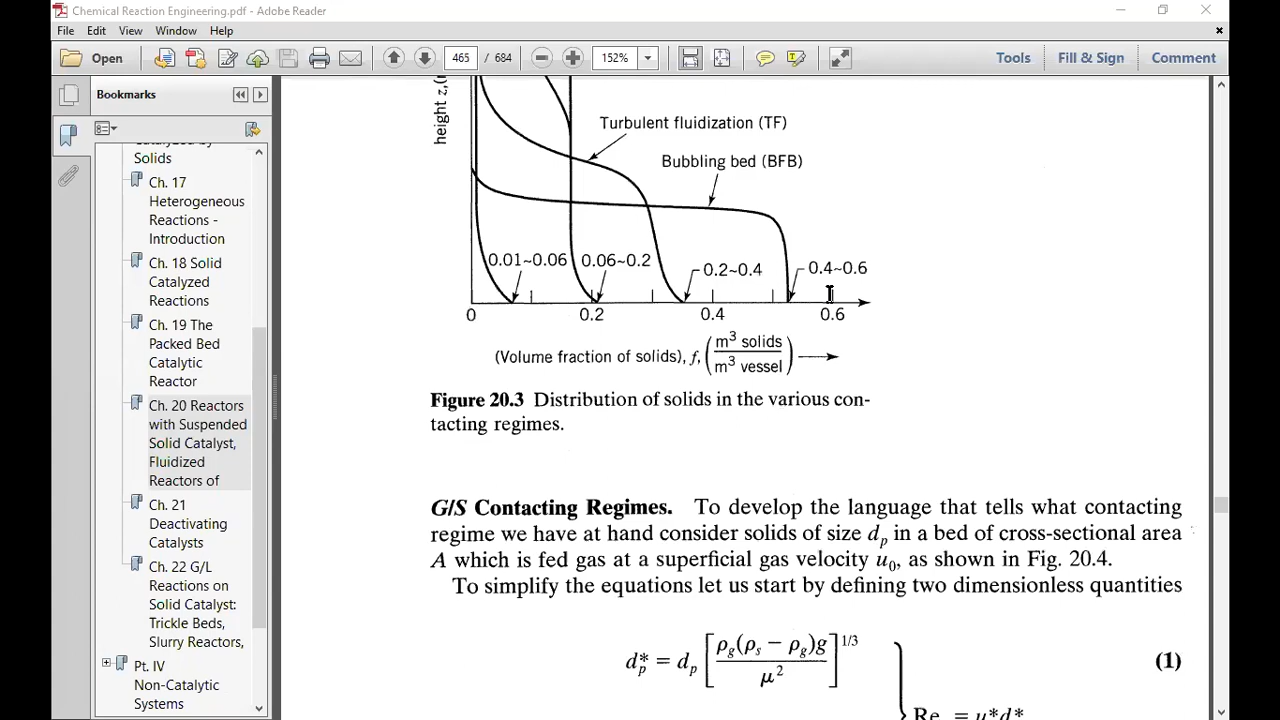 Chemical Reaction Engineering.pdf - Adobe Reader
File Edit View Window Help
Open 465 / 684 152% Tools Fill & Sign Comment
Bookmarks
Catalyzed by
Solids
Ch. 17
Heterogeneous
Reactions -
Introduction
Ch. 18 Solid
Catalyzed
Reactions
Ch. 19 The
Packed Bed
Catalytic
Reactor
Ch. 20 Reactors
with Suspended
Solid Catalyst,
Fluidized
Reactors of
Ch. 21
Deactivating
Catalysts
Ch. 22 G/L
Reactions on
Solid Catalyst:
Trickle Beds,
Slurry Reactors,
Pt. IV
Non-Catalytic
Systems
height z,
Turbulent fluidization (TF)
Bubbling bed (BFB)
0.01~0.06 0.06~0.2 0.2~0.4 0.4~0.6
0 0.2 0.4 0.6
(Volume fraction of solids), f, (m³ solids / m³ vessel)
Figure 20.3 Distribution of solids in the various con-
tacting regimes.
G/S Contacting Regimes. To develop the language that tells what contacting
regime we have at hand consider solids of size dp in a bed of cross-sectional area
A which is fed gas at a superficial gas velocity u₀, as shown in Fig. 20.4.
To simplify the equations let us start by defining two dimensionless quantities
d*p = dp [ρg(ρs − ρg)g / μ²]^1/3 (1)
Re = u*d*